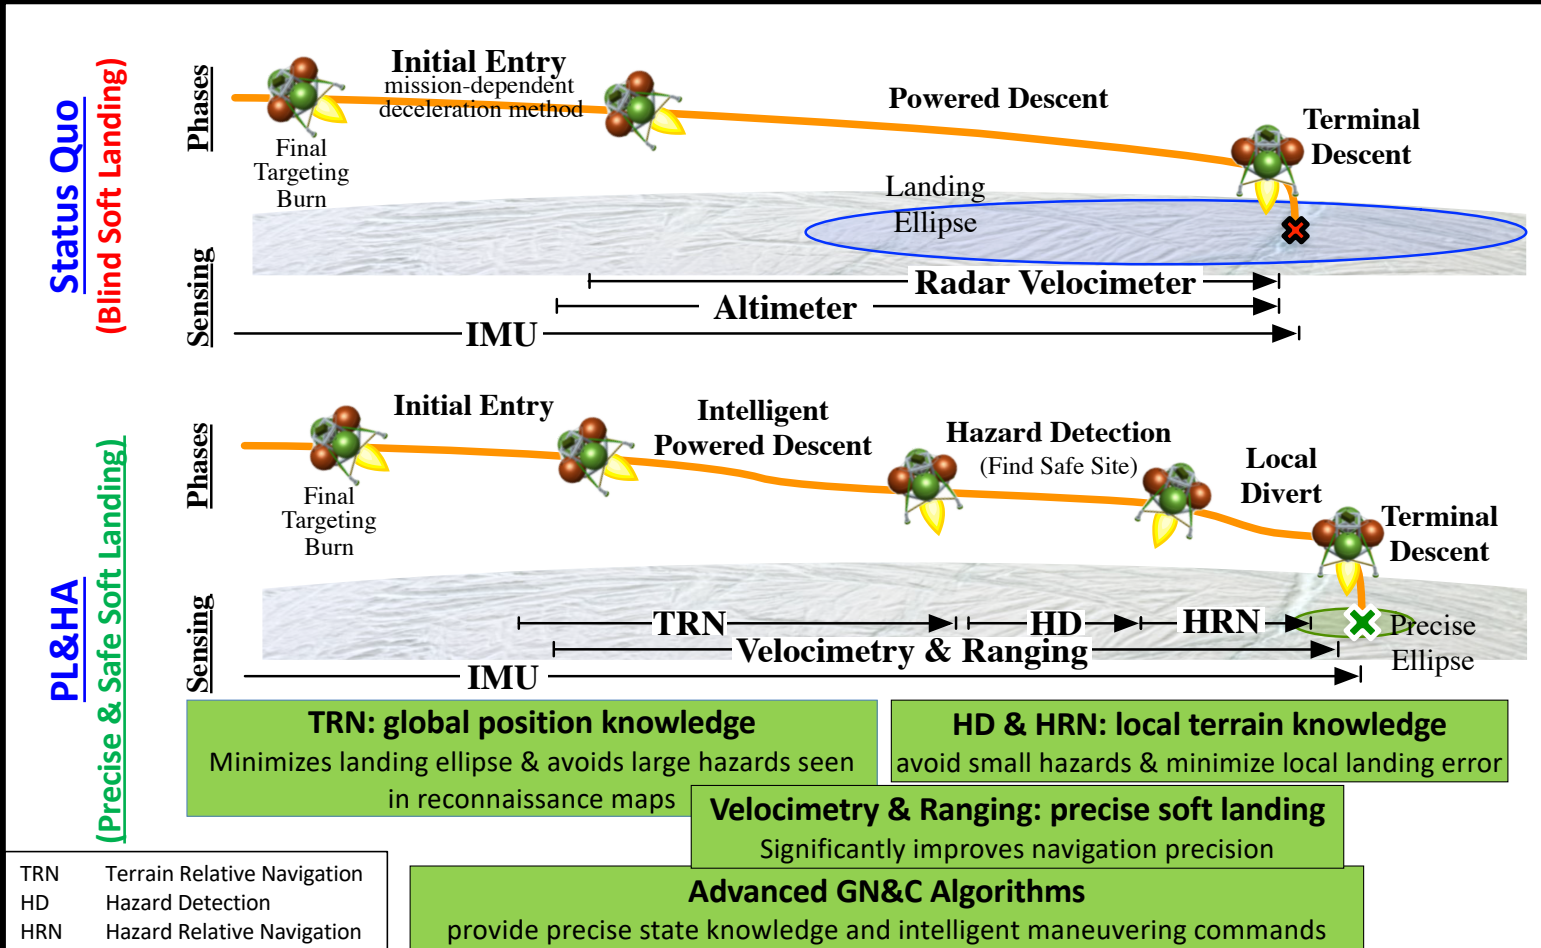 Status Quo
(Blind Soft Landing)
Phases
Initial Entry
mission-dependent
deceleration method
Final
Targeting
Burn
Powered Descent
Terminal
Descent
Landing
Ellipse
Sensing
Radar Velocimeter
Altimeter
IMU
PL&HA
(Precise & Safe Soft Landing)
Phases
Initial Entry
Final
Targeting
Burn
Intelligent
Powered Descent
Hazard Detection
(Find Safe Site)
Local
Divert
Terminal
Descent
Sensing
TRN
HD
HRN
Precise
Ellipse
Velocimetry & Ranging
IMU
TRN: global position knowledge
Minimizes landing ellipse & avoids large hazards seen
in reconnaissance maps
HD & HRN: local terrain knowledge
avoid small hazards & minimize local landing error
Velocimetry & Ranging: precise soft landing
Significantly improves navigation precision
Advanced GN&C Algorithms
provide precise state knowledge and intelligent maneuvering commands
TRN Terrain Relative Navigation
HD Hazard Detection
HRN Hazard Relative Navigation